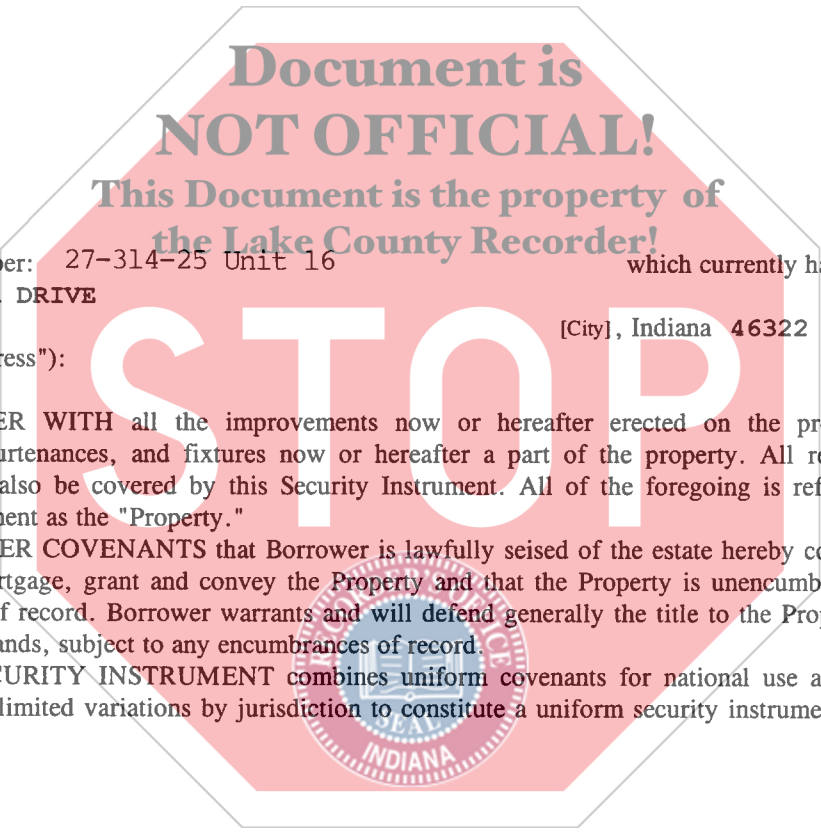 Document is
NOT OFFICIAL!
This Document is the property of
the Lake County Recorder!
per: 27-314-25 Unit 16 which currently ha
. DRIVE
[City], Indiana 46322
ress"):
STOP
ER WITH all the improvements now or hereafter erected on the pr
urtenances, and fixtures now or hereafter a part of the property. All re
also be covered by this Security Instrument. All of the foregoing is ref
ment as the "Property."
ER COVENANTS that Borrower is lawfully seised of the estate hereby co
rtgage, grant and convey the Property and that the Property is unencumb
f record. Borrower warrants and will defend generally the title to the Prop
ands, subject to any encumbrances of record.
CURITY INSTRUMENT combines uniform covenants for national use a
limited variations by jurisdiction to constitute a uniform security instrume
SEAL
INDIANA